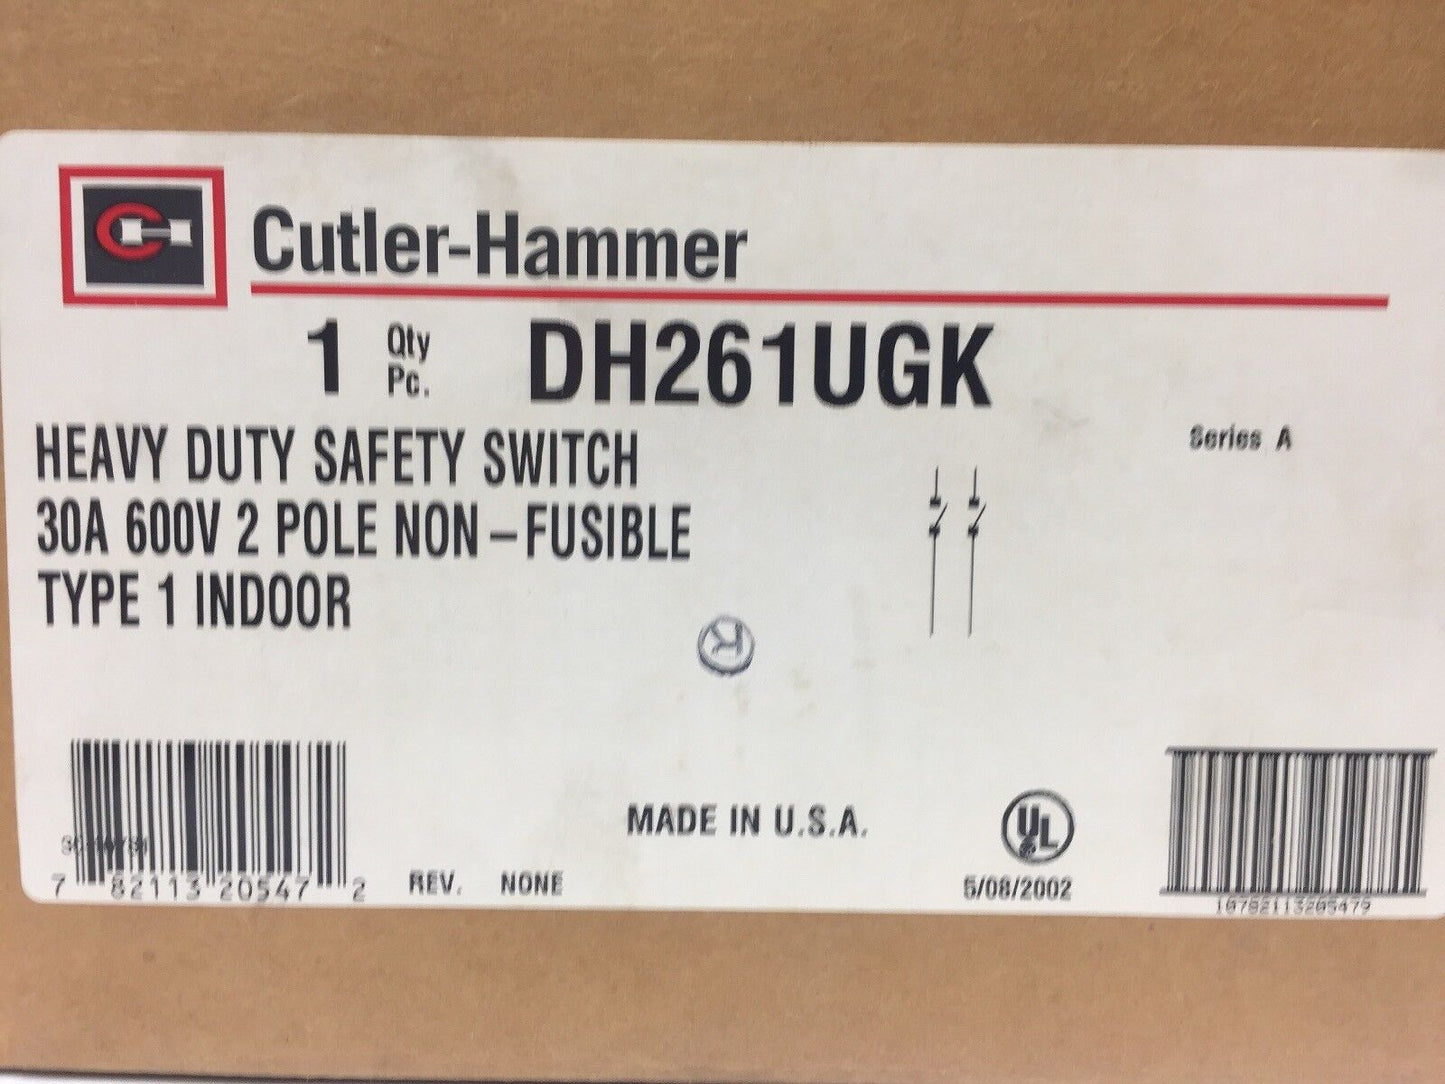 Cutler-Hammer
1 Qty Pc. DH261UGK
HEAVY DUTY SAFETY SWITCH
Series A
30A 600V 2 POLE NON-FUSIBLE
TYPE 1 INDOOR
R
MADE IN U.S.A.
UL
7 82113 20547 2
REV. NONE
5/08/2002
10782113205479